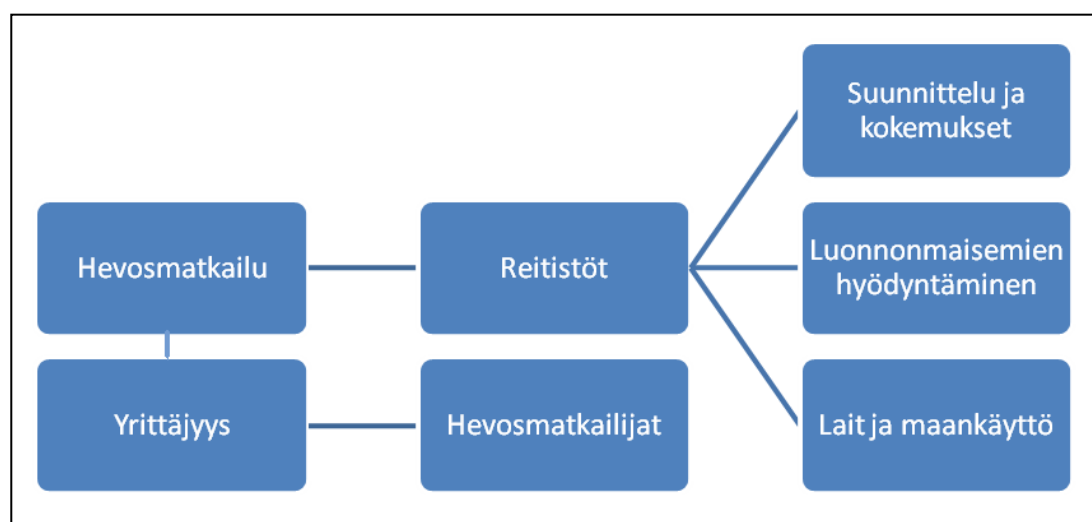 Suunnittelu ja
kokemukset
Hevosmatkailu
Reitistöt
Luonnonmaisemien
hyödyntäminen
Yrittäjyys
Hevosmatkailijat
Lait ja maankäyttö